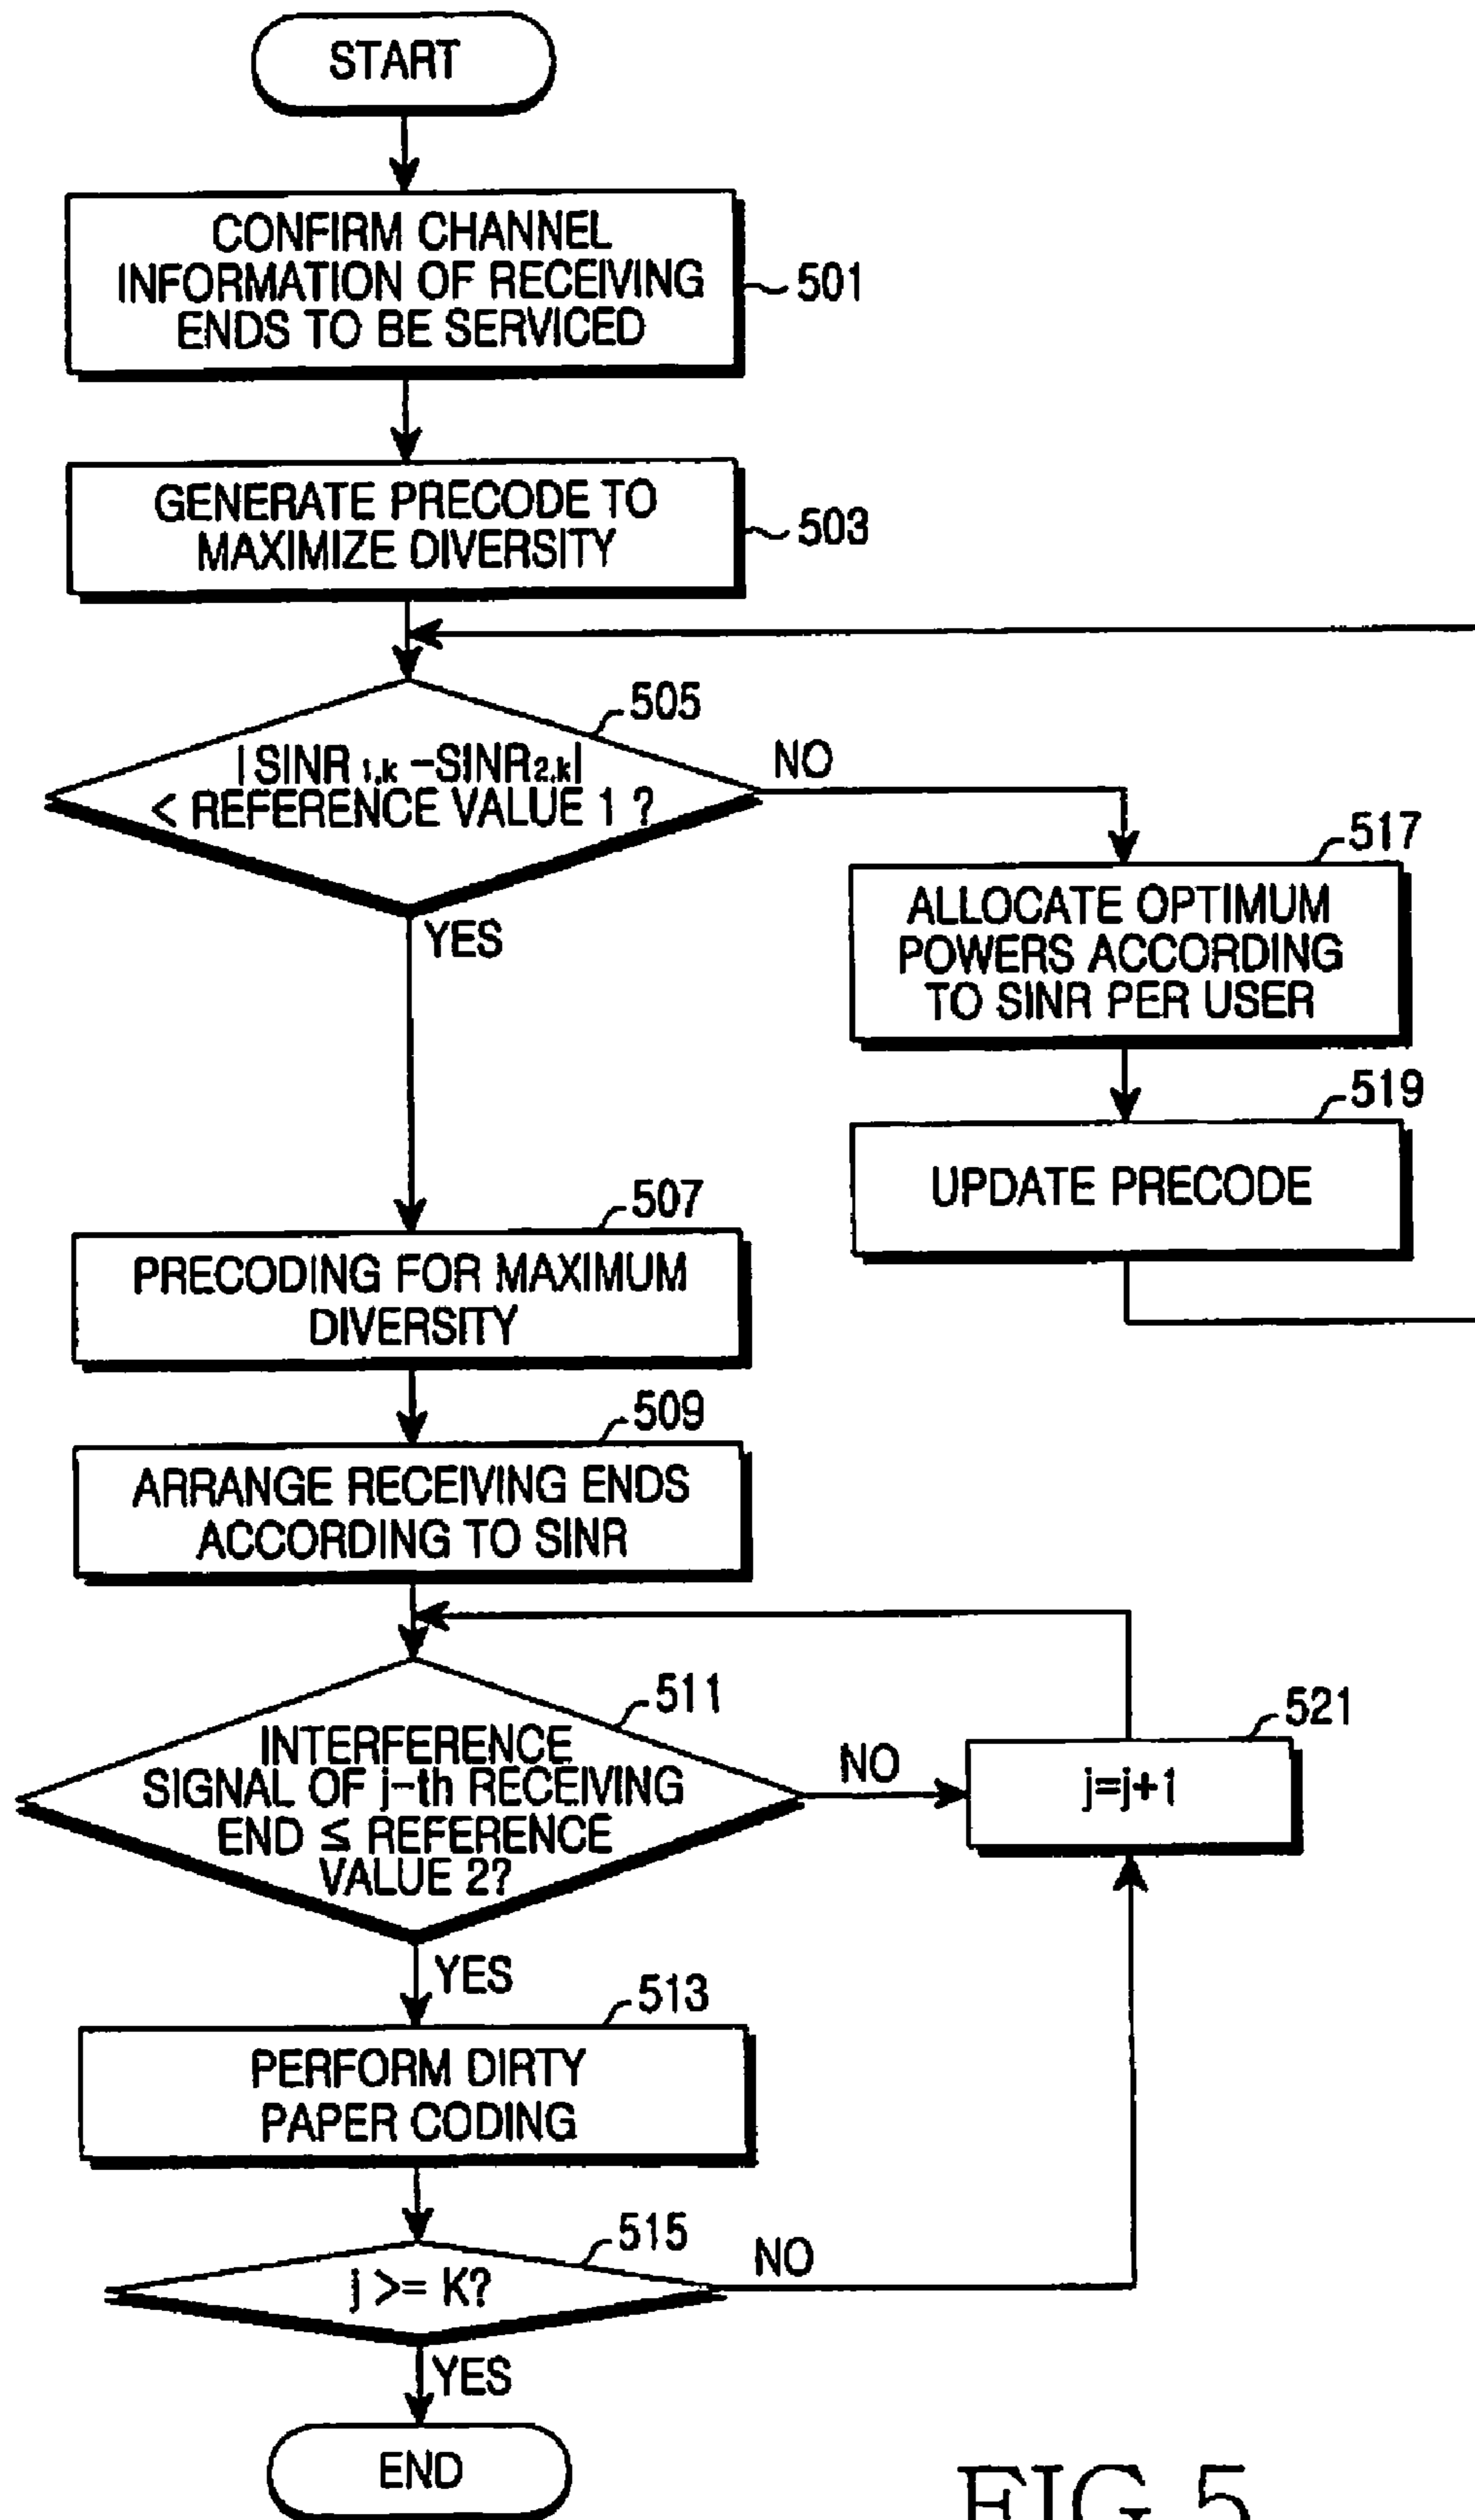 START
CONFIRM CHANNEL
INFORMATION OF RECEIVING
ENDS TO BE SERVICED
501
GENERATE PRECODE TO
MAXIMIZE DIVERSITY
503
505
| SINR 1,k -SINR2,k|
< REFERENCE VALUE 1 ?
NO
YES
517
ALLOCATE OPTIMUM
POWERS ACCORDING
TO SINR PER USER
519
UPDATE PRECODE
507
PRECODING FOR MAXIMUM
DIVERSITY
509
ARRANGE RECEIVING ENDS
ACCORDING TO SINR
511
INTERFERENCE
SIGNAL OF j-th RECEIVING
END ≤ REFERENCE
VALUE 2?
NO
521
j=j+1
YES
513
PERFORM DIRTY
PAPER CODING
515
j >= K?
NO
YES
END
FIG.5